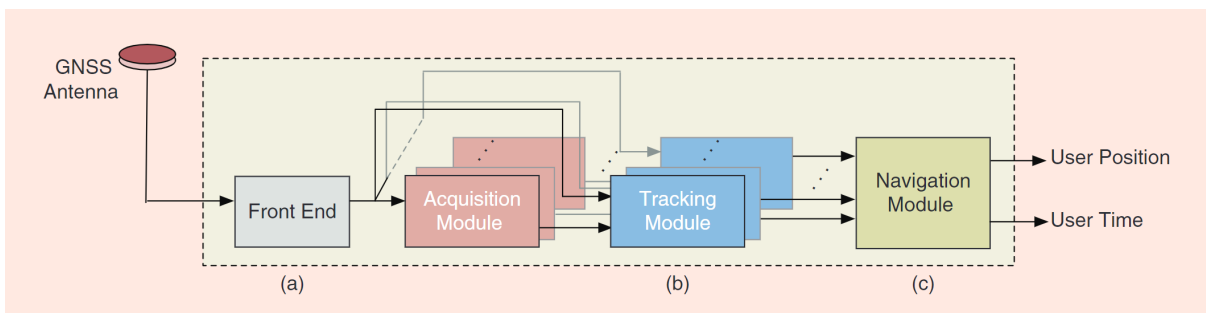 GNSS
Antenna
Front End
Acquisition
Module
Tracking
Module
Navigation
Module
User Position
User Time
(a)
(b)
(c)